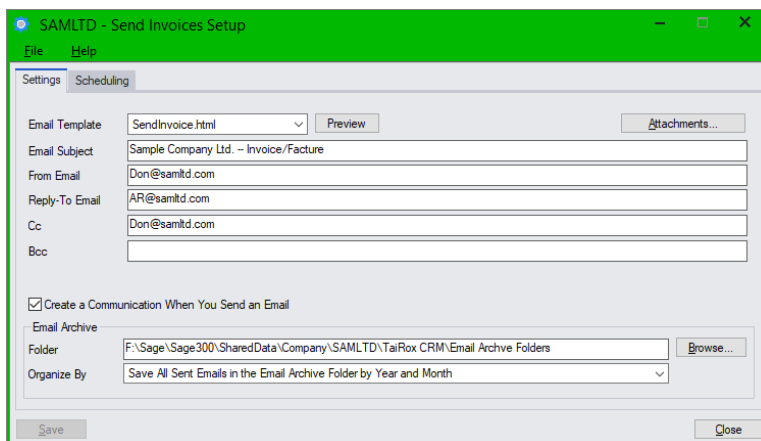 SAMLTD - Send Invoices Setup
File Help
Settings Scheduling
Email Template SendInvoice.html Preview Attachments...
Email Subject Sample Company Ltd. -- Invoice/Facture
From Email Don@samltd.com
Reply-To Email AR@samltd.com
Cc Don@samltd.com
Bcc
Create a Communication When You Send an Email
Email Archive
Folder F:\Sage\Sage300\SharedData\Company\SAMLTD\TaiRox CRM\Email Archve Folders Browse...
Organize By Save All Sent Emails in the Email Archive Folder by Year and Month
Save Close